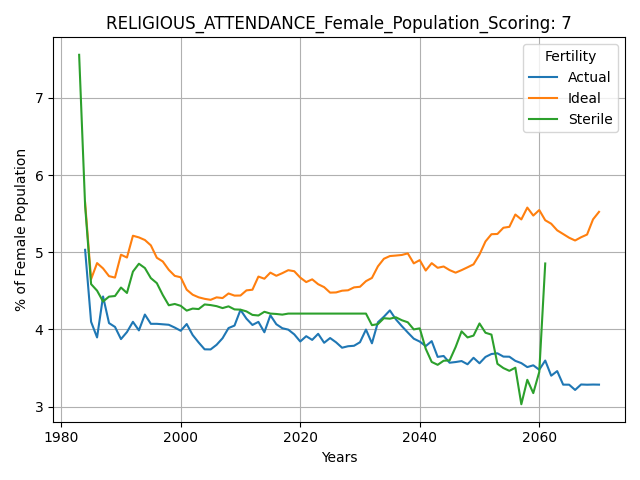 RELIGIOUS_ATTENDANCE_Female_Population_Scoring: 7
Fertility
Actual
Ideal
Sterile
% of Female Population
7
6
5
4
3
1980
2000
2020
2040
2060
Years